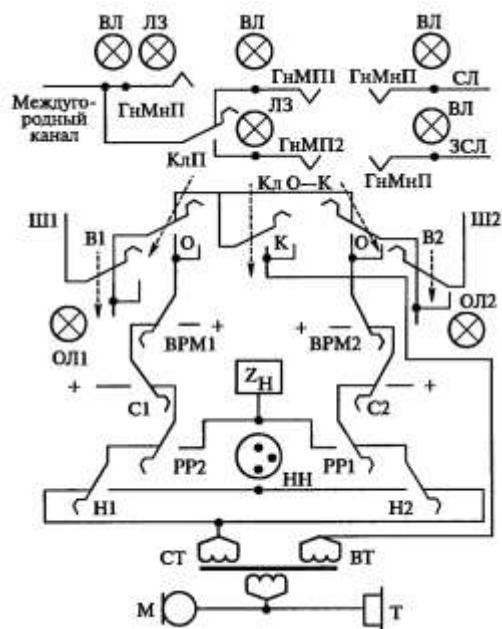 ВЛ ЛЗ ВЛ ВЛ
ГнМП1 ГнМнП СЛ
Междуго-
родный
канал
ГнМнП
ЛЗ ВЛ
ГнМП2 ЗСЛ
КлП Кл О—К ГнМнП
Ш1 В1 О К О В2 Ш2
ОЛ1 ОЛ2
— + — +
ВРМ1 ВРМ2
+ — — +
С1 Zн С2
РР2 РР1
НН
Н1 Н2
СТ ВТ
М Т